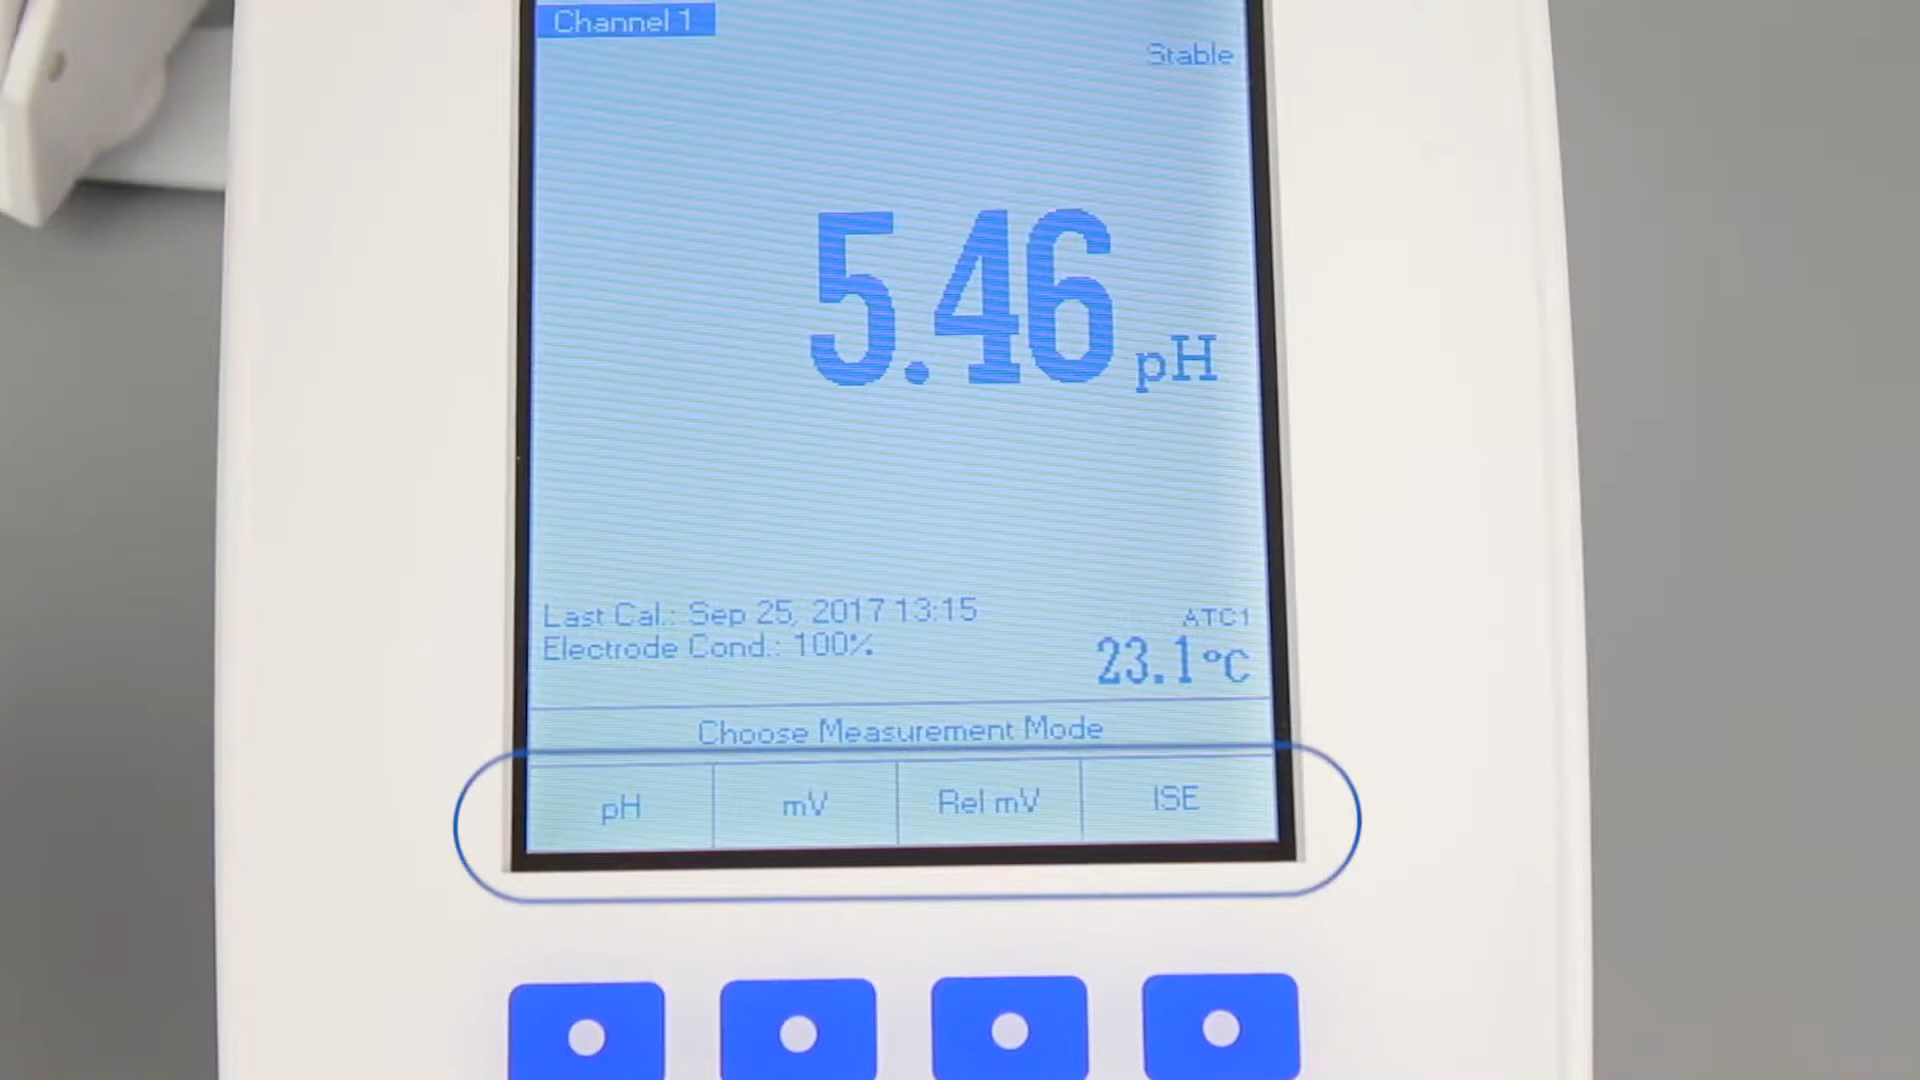 Channel 1
Stable
5.46 pH
Last Cal.: Sep 25, 2017 13:15
Electrode Cond.: 100%
ATC1
23.1°C
Choose Measurement Mode
pH mV Rel mV ISE